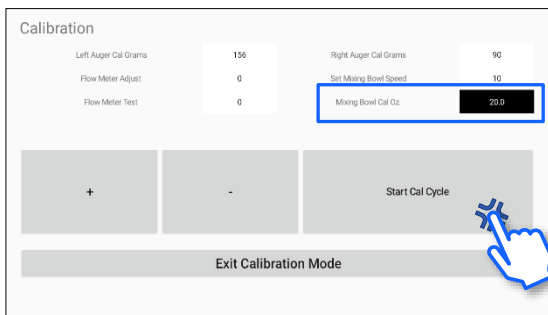 Calibration
Left Auger Cal Grams 156 Right Auger Cal Grams 90
Flow Meter Adjust 0 Set Mixing Bowl Speed 10
Flow Meter Test 0 Mixing Bowl Cal Oz. 20.0
+ - Start Cal Cycle
Exit Calibration Mode